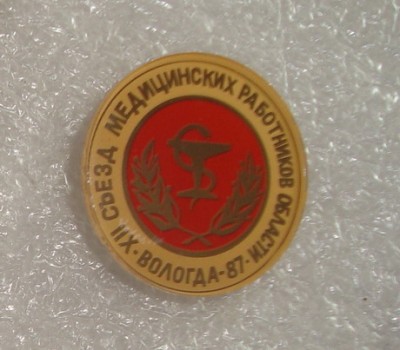 XII СЪЕЗД МЕДИЦИНСКИХ РАБОТНИКОВ ОБЛАСТИ
· ВОЛОГДА-87 ·